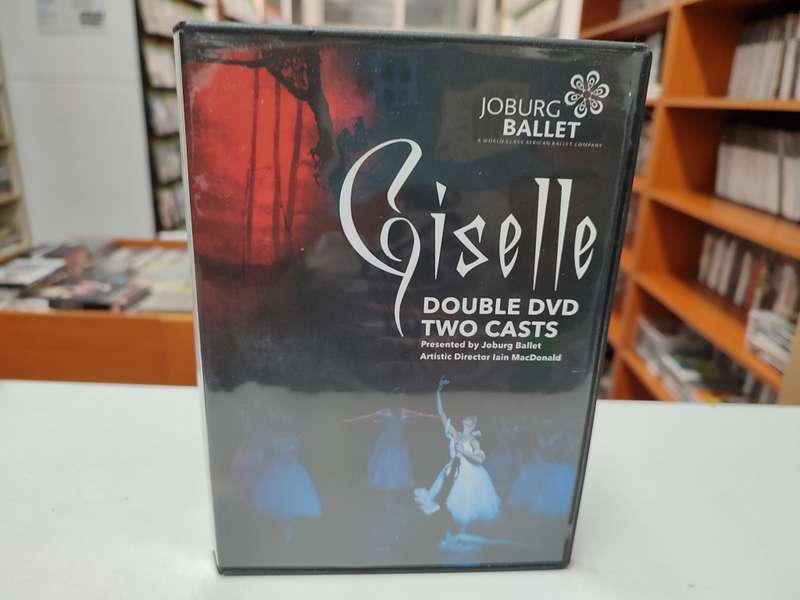 JOBURG
BALLET
A WORLD CLASS AFRICAN BALLET COMPANY
Giselle
DOUBLE DVD
TWO CASTS
Presented by Joburg Ballet
Artistic Director Iain MacDonald